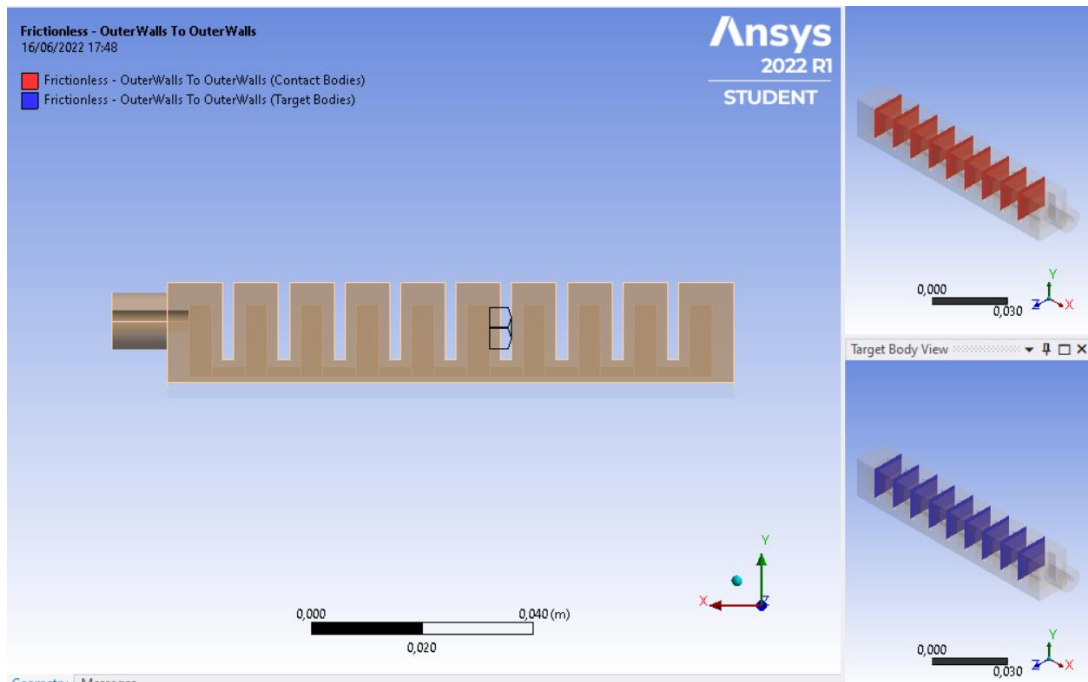 Frictionless - OuterWalls To OuterWalls
16/06/2022 17:48
Frictionless - OuterWalls To OuterWalls (Contact Bodies)
Frictionless - OuterWalls To OuterWalls (Target Bodies)
Ansys
2022 R1
STUDENT
Y
X
Z
0,000
0,040 (m)
0,020
Y
0,000
Z
X
0,030
Target Body View
Y
0,000
Z
X
0,030
Geometry
Messages